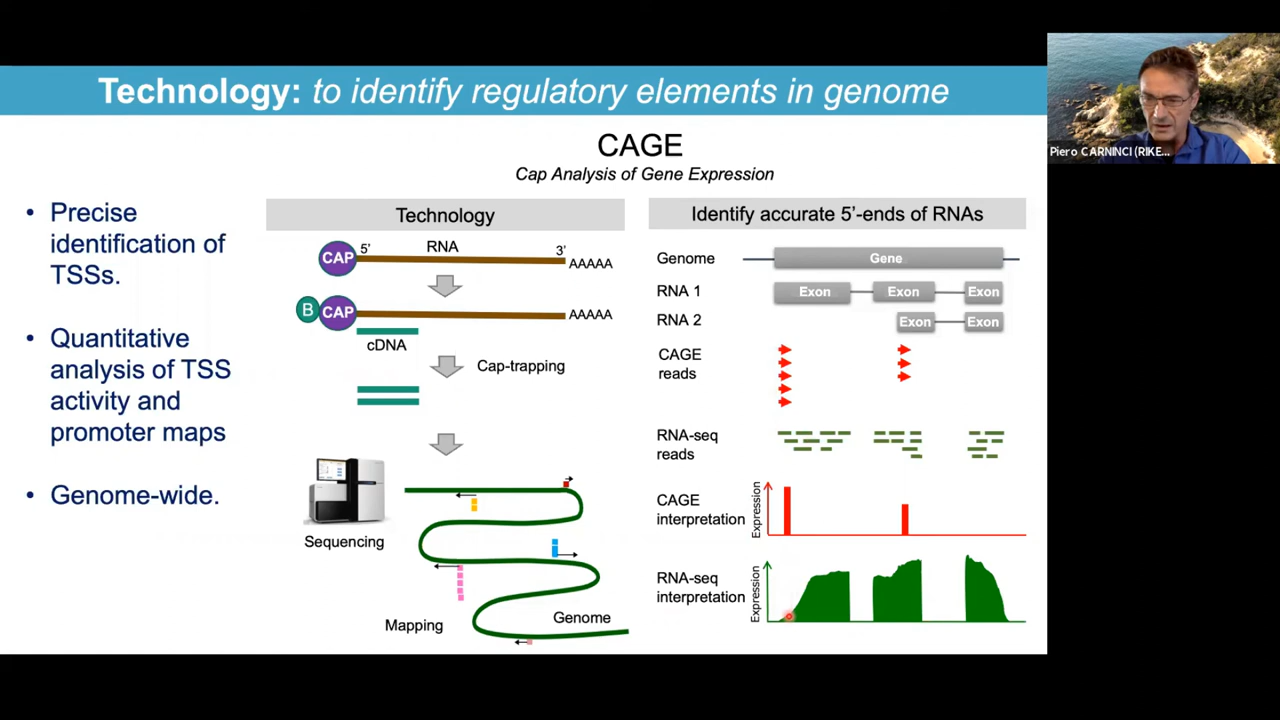 Technology: to identify regulatory elements in genome
Piero CARNINCI (RIKE...
CAGE
Cap Analysis of Gene Expression
• Precise
identification of
TSSs.
• Quantitative
analysis of TSS
activity and
promoter maps
• Genome-wide.
Technology
CAP
5’
RNA
3’
AAAAA
B
CAP
AAAAA
cDNA
Cap-trapping
Sequencing
Mapping
Genome
Identify accurate 5’-ends of RNAs
Genome
Gene
RNA 1
Exon
Exon
Exon
RNA 2
Exon
Exon
CAGE
reads
RNA-seq
reads
CAGE
interpretation
Expression
RNA-seq
interpretation
Expression